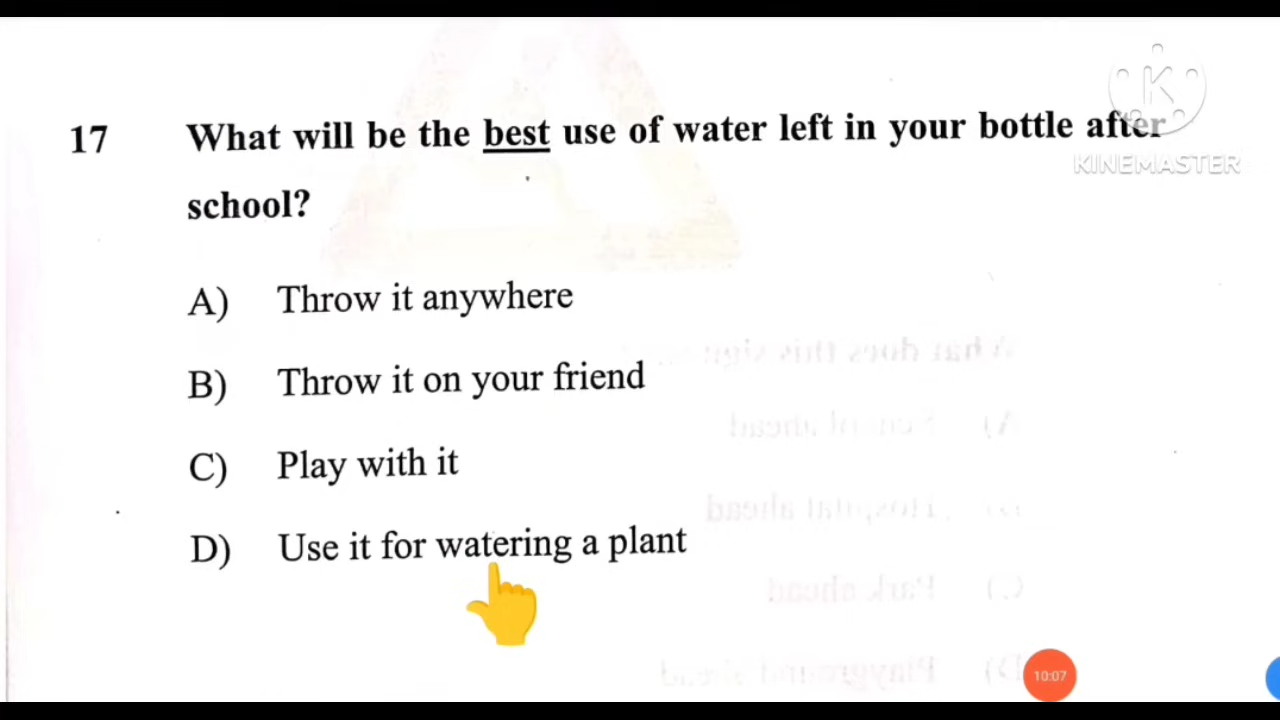 17 What will be the best use of water left in your bottle after
school?
A) Throw it anywhere
B) Throw it on your friend
C) Play with it
D) Use it for watering a plant
K
KINEMASTER
10:07